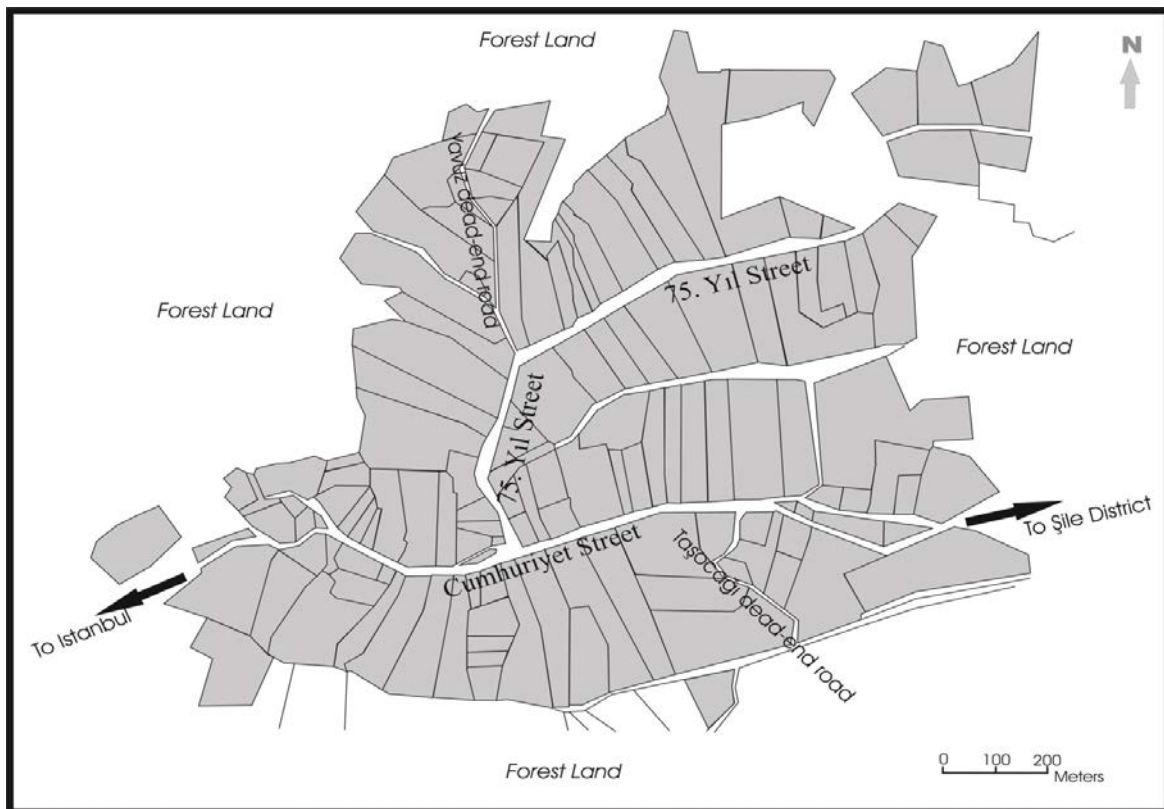 Forest Land
N
Yavuz dead-end road
75. Yıl Street
Forest Land
Forest Land
75. Yıl Street
To Şile District
Cumhuriyet Street
Taşocağı dead-end road
To Istanbul
Forest Land
0 100 200
Meters